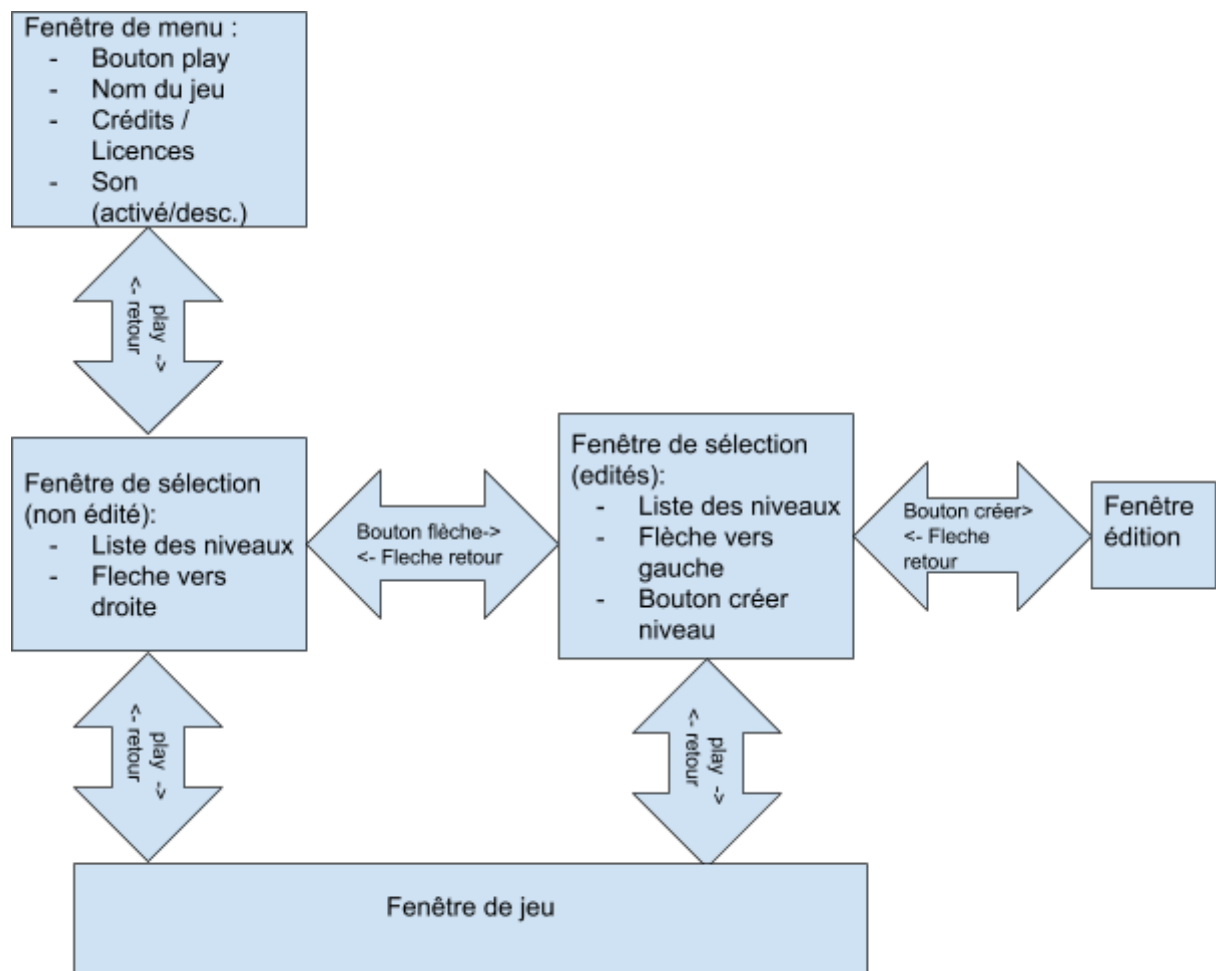 Fenêtre de menu :
- Bouton play
- Nom du jeu
- Crédits /
Licences
- Son
(activé/desc.)
play ->
<- retour
Fenêtre de sélection
(non édité):
- Liste des niveaux
- Fleche vers
droite
Bouton flèche->
<- Fleche retour
Fenêtre de sélection
(edités):
- Liste des niveaux
- Flèche vers
gauche
- Bouton créer
niveau
Bouton créer>
<- Fleche
retour
Fenêtre
édition
play ->
<- retour
play ->
<- retour
Fenêtre de jeu